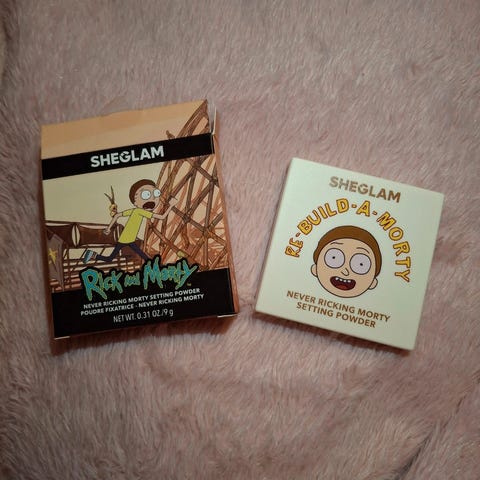 SHEGLAM
Rick and Morty™
NEVER RICKING MORTY SETTING POWDER
POUDRE FIXATRICE · NEVER RICKING MORTY
NET WT. 0.31 OZ./9 g
SHEGLAM
RE-BUILD-A-MORTY
NEVER RICKING MORTY
SETTING POWDER